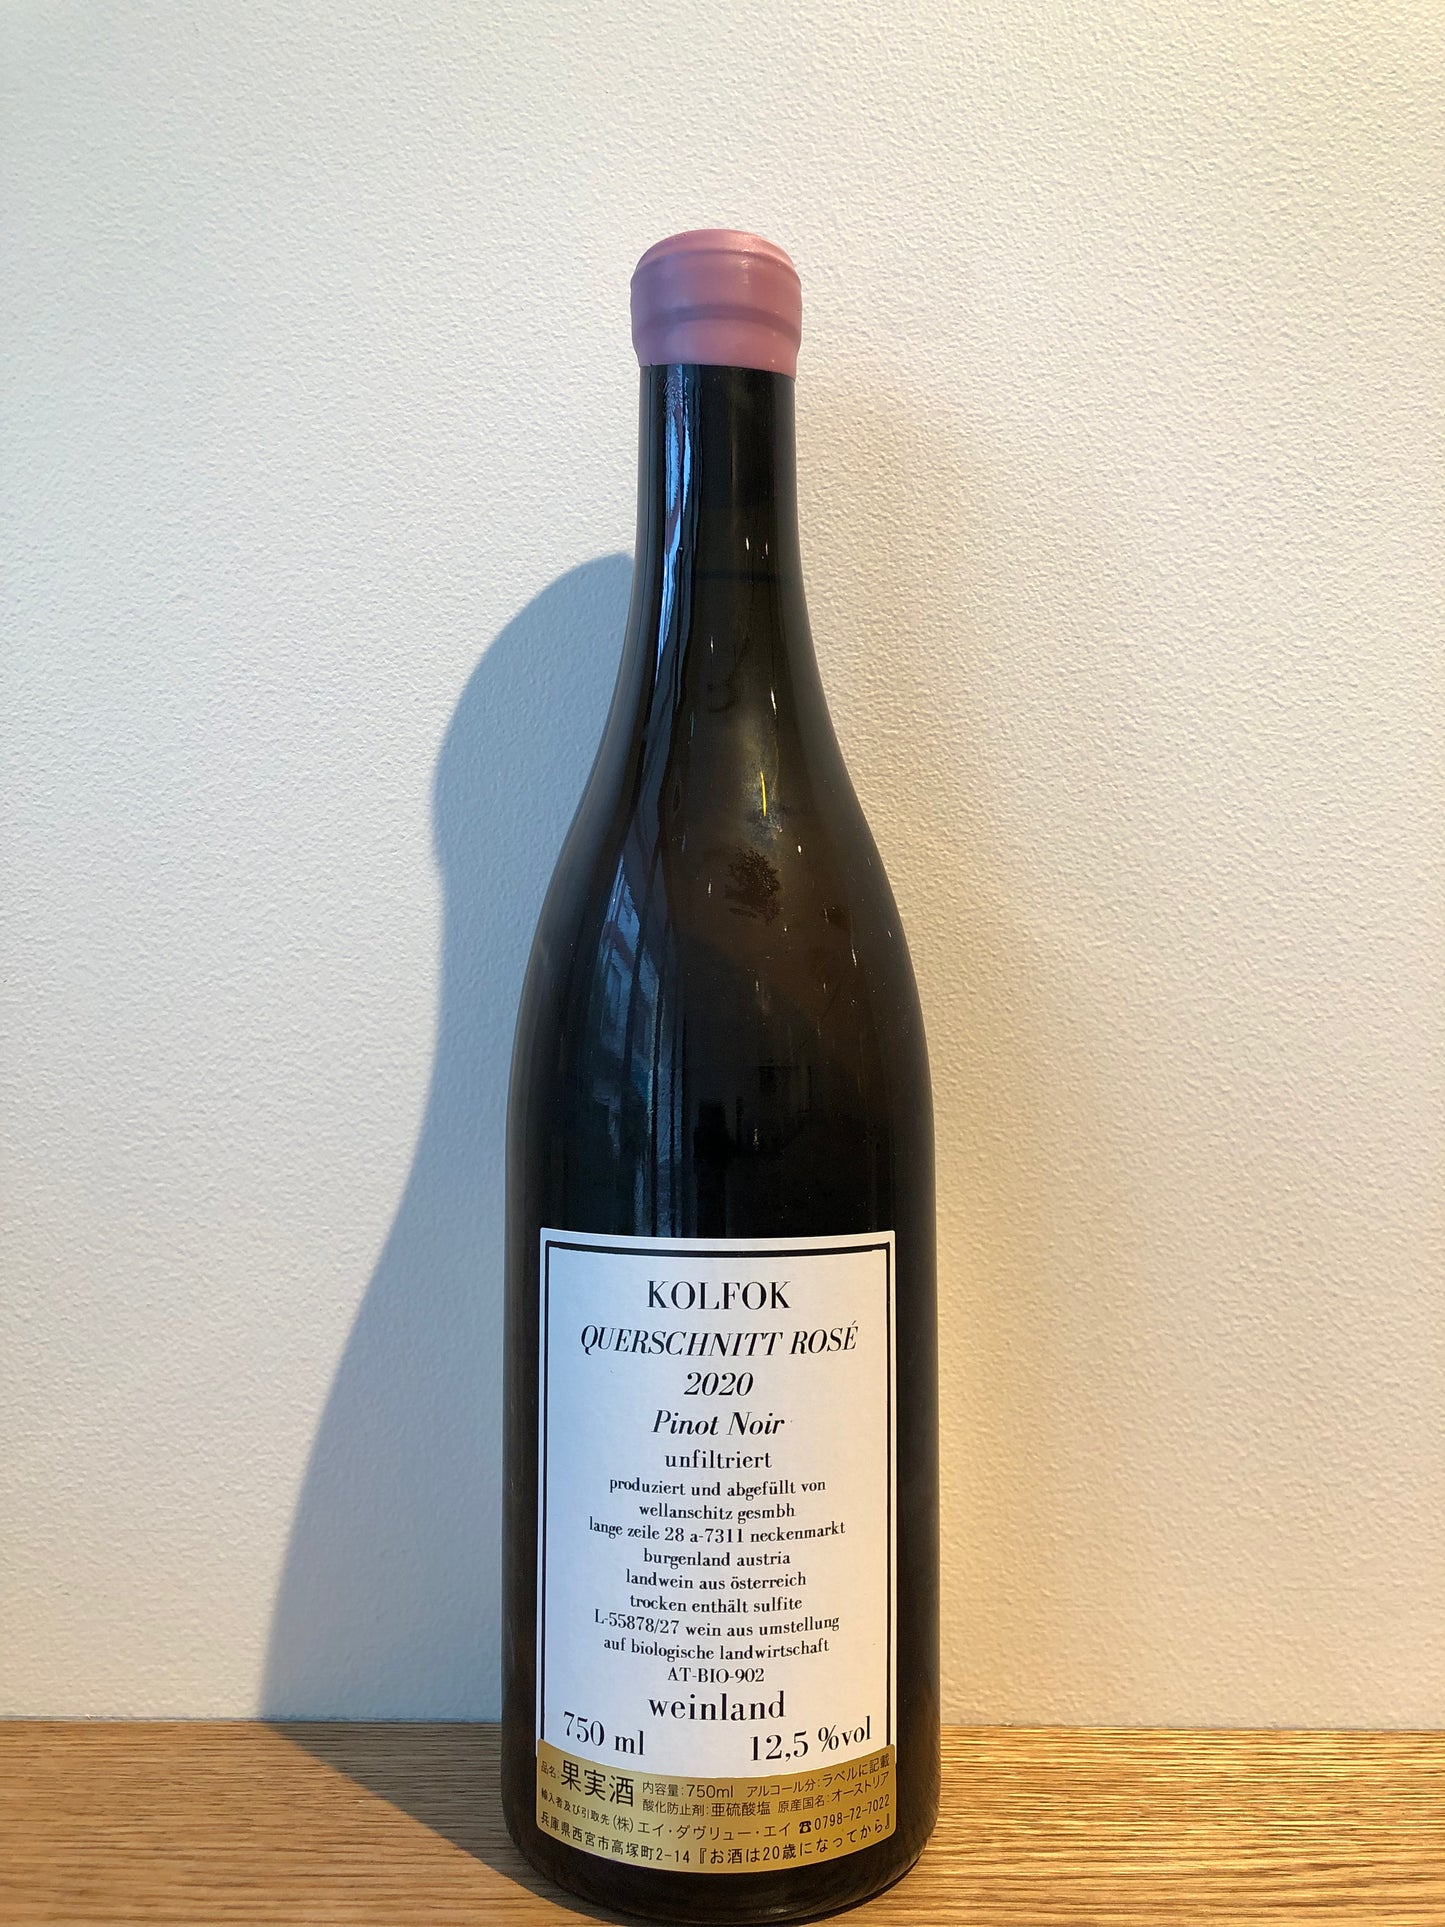 KOLFOK
QUERSCHNITT ROSÉ
2020
Pinot Noir
unfiltriert
produziert und abgefüllt von
wellanschitz gesmbh
lange zeile 28 a-7311 neckenmarkt
burgenland austria
landwein aus österreich
trocken enthält sulfite
L-55878/27 wein aus umstellung
auf biologische landwirtschaft
AT-BIO-902
weinland
750 ml 12,5 %vol
品名:果実酒 内容量:750ml アルコール分:ラベルに記載
酸化防止剤:亜硫酸塩 原産国名:オーストリア
輸入者及び引取先(株)エイ・ダヴリュー・エイ ☎0798-72-7022
兵庫県西宮市高塚町2-14『お酒は20歳になってから』